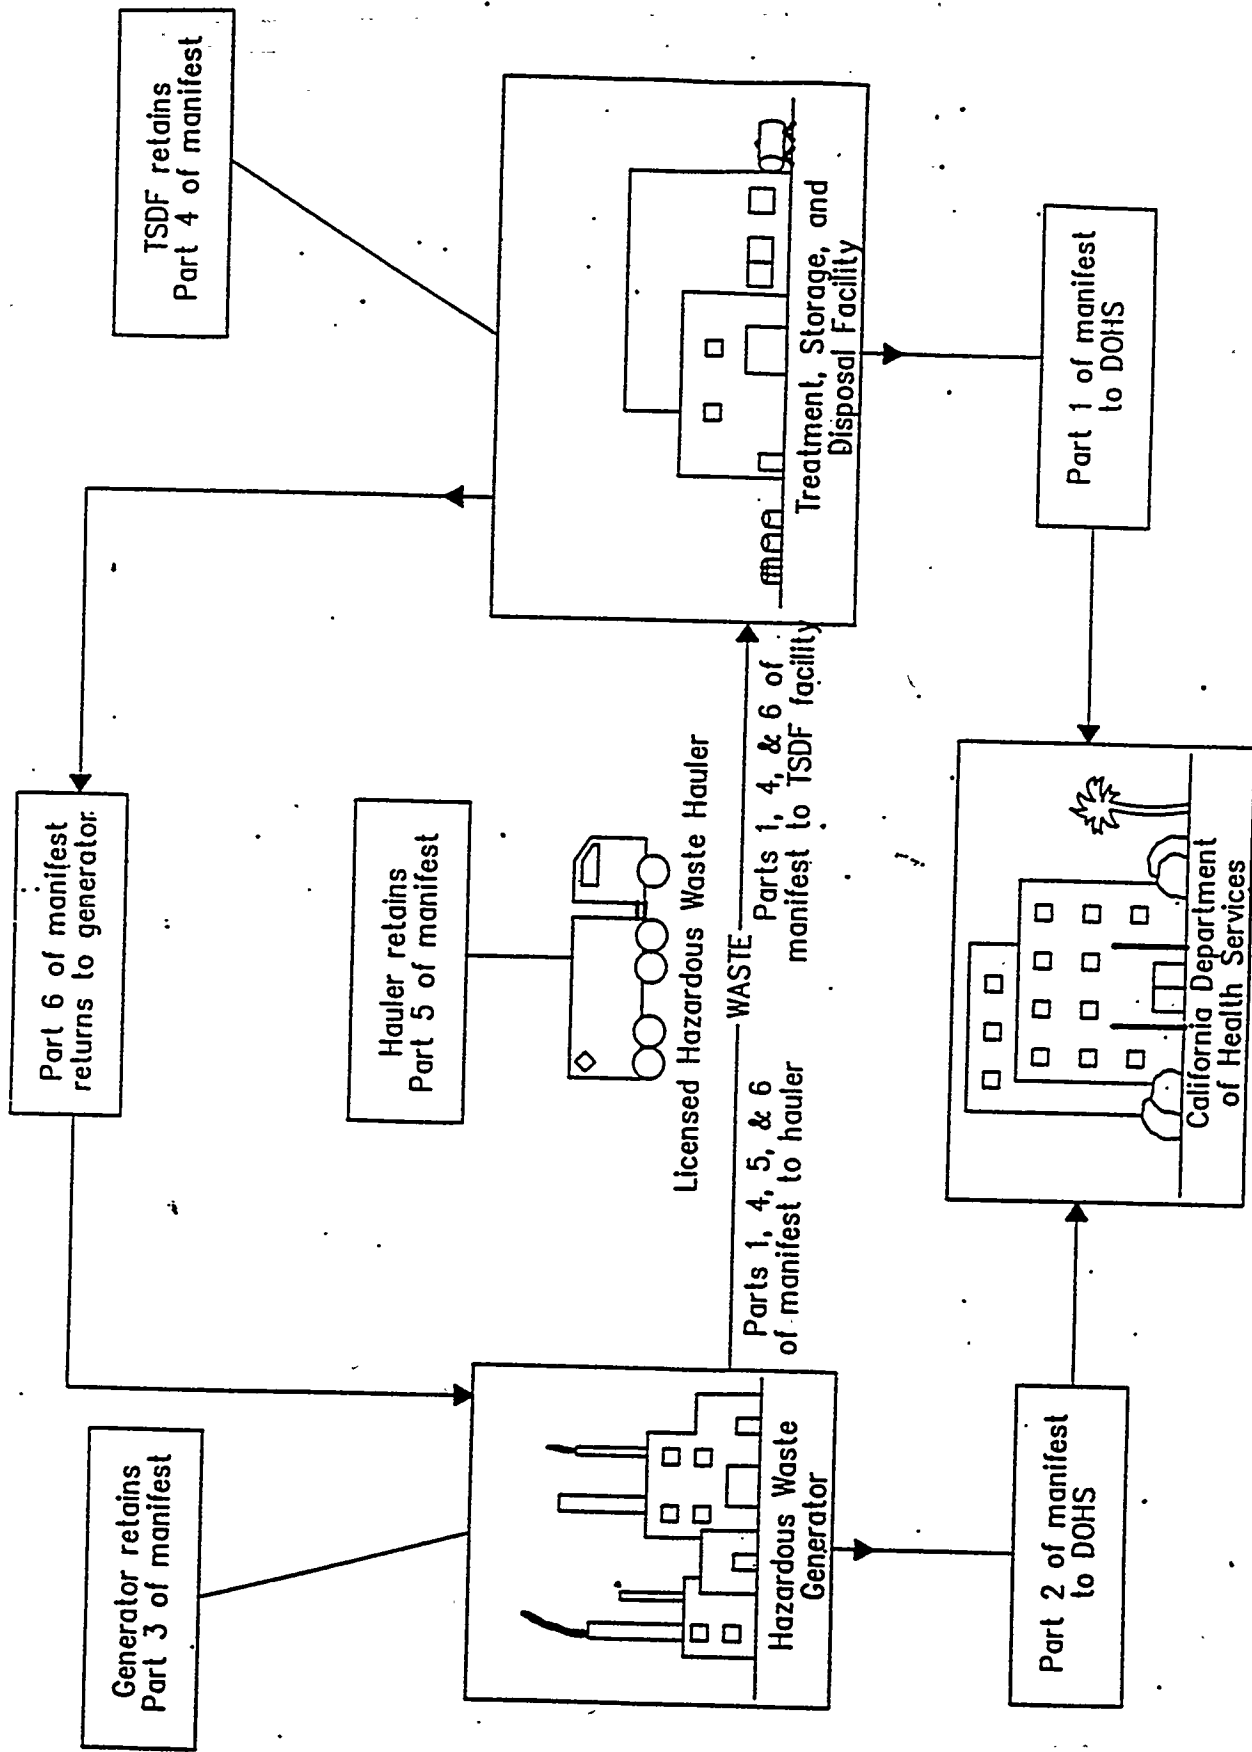 Generator retains
Part 3 of manifest
Part 6 of manifest
returns to generator
TSDF retains
Part 4 of manifest
Hauler retains
Part 5 of manifest
Licensed Hazardous Waste Hauler
WASTE
Parts 1, 4, 5, & 6
of manifest to hauler
Parts 1, 4, & 6 of
manifest to TSDF facility
Hazardous Waste
Generator
Treatment, Storage, and
Disposal Facility
Part 2 of manifest
to DOHS
California Department
of Health Services
Part 1 of manifest
to DOHS